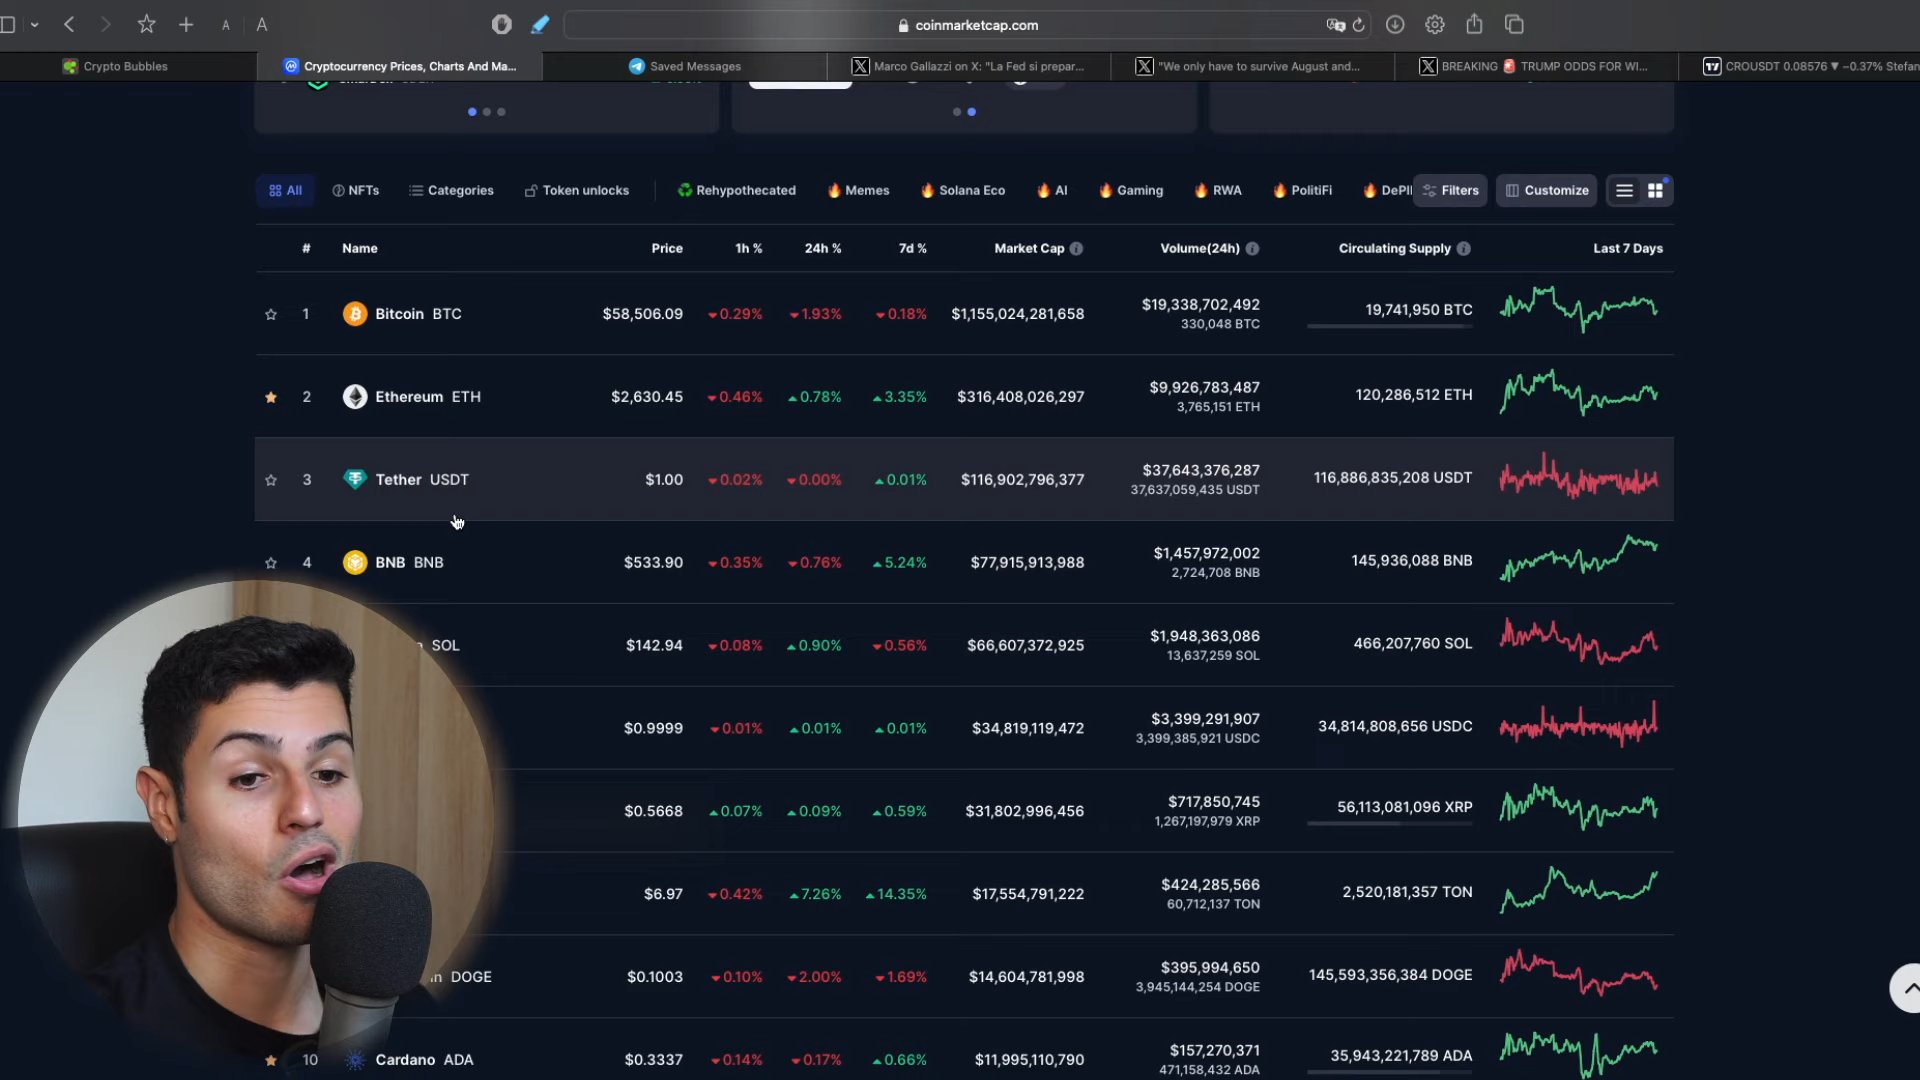 A A coinmarketcap.com
Crypto Bubbles
Cryptocurrency Prices, Charts And Ma...
Saved Messages
Marco Gallazzi on X: "La Fed si prepar...
"We only have to survive August and...
BREAKING 🚨 TRUMP ODDS FOR WI...
CROUSDT 0.08576 ▼ −0.37% Stefan
All NFTs Categories Token unlocks Rehypothecated Memes Solana Eco AI Gaming RWA PolitiFi DePI Filters Customize
# Name Price 1h % 24h % 7d % Market Cap Volume(24h) Circulating Supply Last 7 Days
1 Bitcoin BTC $58,506.09 0.29% 1.93% 0.18% $1,155,024,281,658 $19,338,702,492 19,741,950 BTC
330,048 BTC
2 Ethereum ETH $2,630.45 0.46% 0.78% 3.35% $316,408,026,297 $9,926,783,487 120,286,512 ETH
3,765,151 ETH
3 Tether USDT $1.00 0.02% 0.00% 0.01% $116,902,796,377 $37,643,376,287 116,886,835,208 USDT
37,637,059,435 USDT
4 BNB BNB $533.90 0.35% 0.76% 5.24% $77,915,913,988 $1,457,972,002 145,936,088 BNB
2,724,708 BNB
SOL $142.94 0.08% 0.90% 0.56% $66,607,372,925 $1,948,363,086 466,207,760 SOL
13,637,259 SOL
$0.9999 0.01% 0.01% 0.01% $34,819,119,472 $3,399,291,907 34,814,808,656 USDC
3,399,385,921 USDC
$0.5668 0.07% 0.09% 0.59% $31,802,996,456 $717,850,745 56,113,081,096 XRP
1,267,197,979 XRP
$6.97 0.42% 7.26% 14.35% $17,554,791,222 $424,285,566 2,520,181,357 TON
60,712,137 TON
DOGE $0.1003 0.10% 2.00% 1.69% $14,604,781,998 $395,994,650 145,593,356,384 DOGE
3,945,144,254 DOGE
10 Cardano ADA $0.3337 0.14% 0.17% 0.66% $11,995,110,790 $157,270,371 35,943,221,789 ADA
471,158,432 ADA